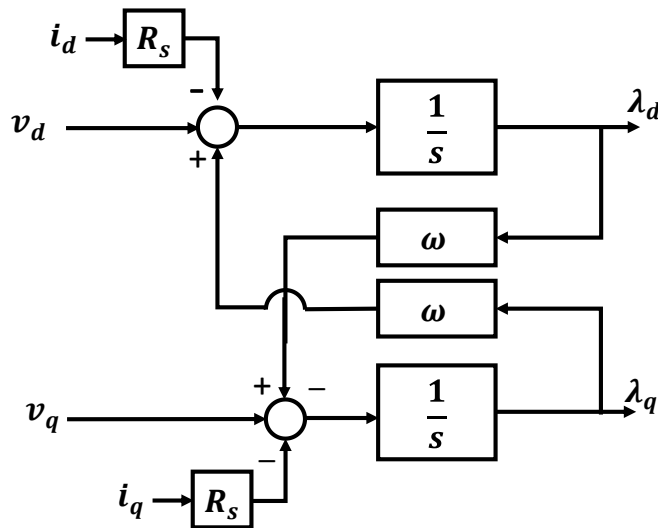 i_d R_s
−
v_d + 1/s λ_d
ω
ω
+ −
v_q 1/s λ_q
−
i_q R_s